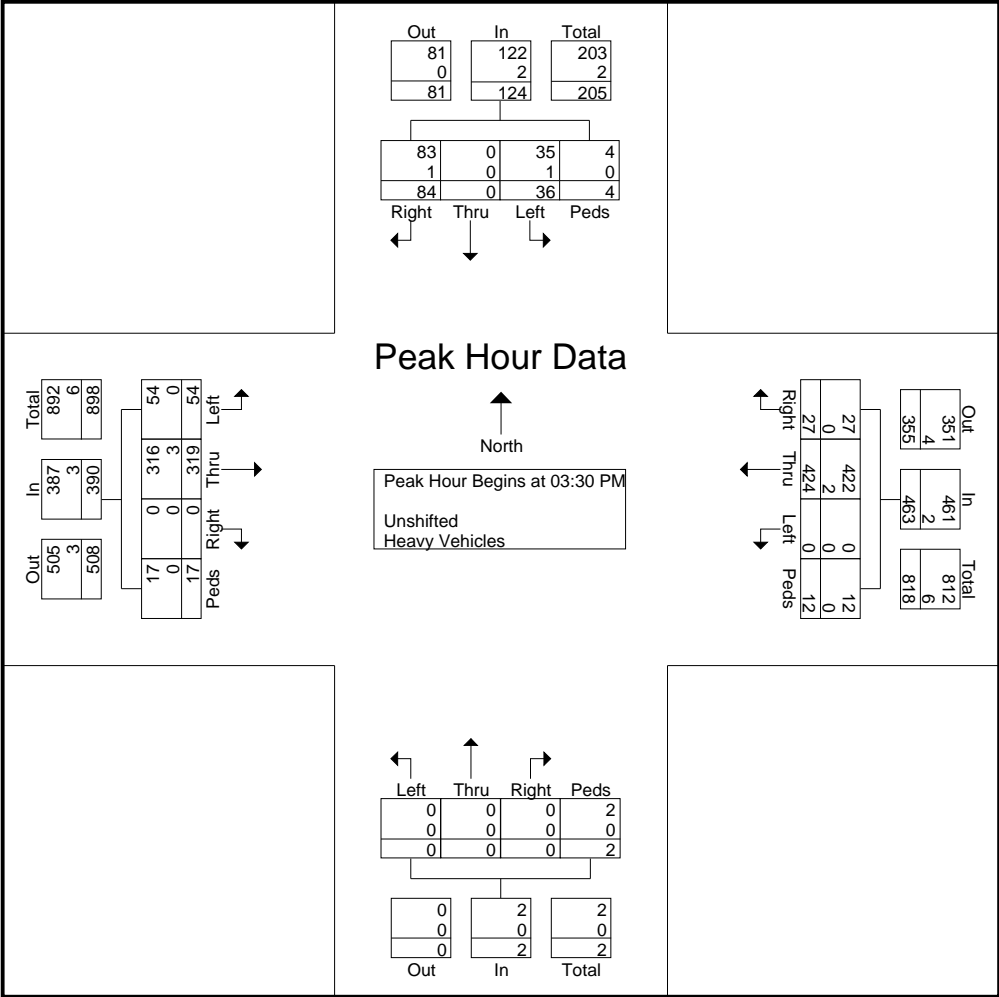 Out In Total
81 122 203
0 2 2
81 124 205
83 0 35 4
1 0 1 0
84 0 36 4
Right Thru Left Peds
Peak Hour Data
North
Peak Hour Begins at 03:30 PM
Unshifted
Heavy Vehicles
Left Thru Right Peds
54 316 0 17
0 3 0 0
54 319 0 17
Out In Total
505 387 892
3 3 6
508 390 898
Right Thru Left Peds
27 422 0 12
0 2 0 0
27 424 0 12
Out In Total
351 461 812
4 2 6
355 463 818
Left Thru Right Peds
0 0 0 2
0 0 0 0
0 0 0 2
0 2 2
0 0 0
0 2 2
Out In Total